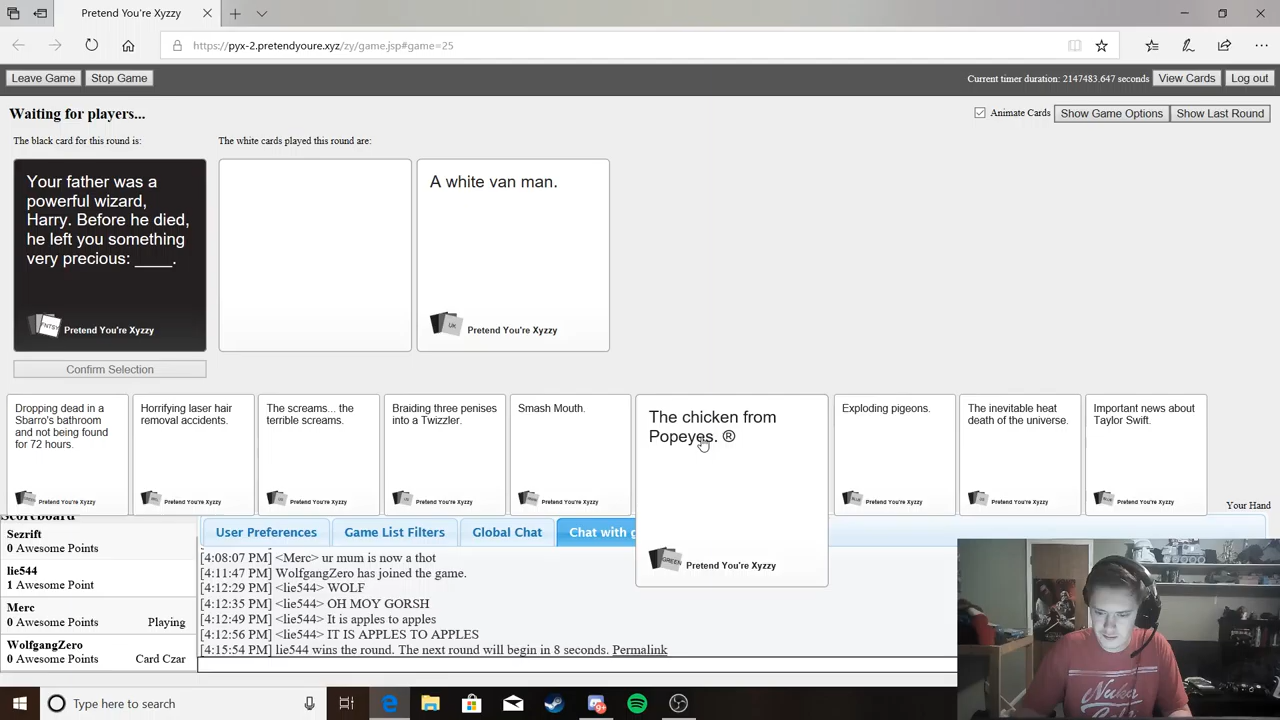 Pretend You're Xyzzy
https://pyx-2.pretendyoure.xyz/zy/game.jsp#game=25
Leave Game
Stop Game
Current timer duration: 2147483.647 seconds
View Cards
Log out
Waiting for players...
Animate Cards
Show Game Options
Show Last Round
The black card for this round is:
The white cards played this round are:
Your father was a
powerful wizard,
Harry. Before he died,
he left you something
very precious: ____.
FNTSY
Pretend You're Xyzzy
A white van man.
UK
Pretend You're Xyzzy
Confirm Selection
Dropping dead in a
Sbarro's bathroom
and not being found
for 72 hours.
Pretend You're Xyzzy
Horrifying laser hair
removal accidents.
Pretend You're Xyzzy
The screams... the
terrible screams.
Pretend You're Xyzzy
Braiding three penises
into a Twizzler.
Pretend You're Xyzzy
Smash Mouth.
Pretend You're Xyzzy
The chicken from
Popeyes. ®
GREEN
Pretend You're Xyzzy
Exploding pigeons.
Pretend You're Xyzzy
The inevitable heat
death of the universe.
Pretend You're Xyzzy
Important news about
Taylor Swift.
Pretend You're Xyzzy
Your Hand
Scoreboard
Sezrift
0 Awesome Points
lie544
1 Awesome Point
Merc
0 Awesome Points
Playing
WolfgangZero
0 Awesome Points
Card Czar
User Preferences
Game List Filters
Global Chat
Chat with
[4:08:07 PM] <Merc> ur mum is now a thot
[4:11:47 PM] WolfgangZero has joined the game.
[4:12:29 PM] <lie544> WOLF
[4:12:35 PM] <lie544> OH MOY GORSH
[4:12:49 PM] <lie544> It is apples to apples
[4:12:56 PM] <lie544> IT IS APPLES TO APPLES
[4:15:54 PM] lie544 wins the round. The next round will begin in 8 seconds. Permalink
Type here to search